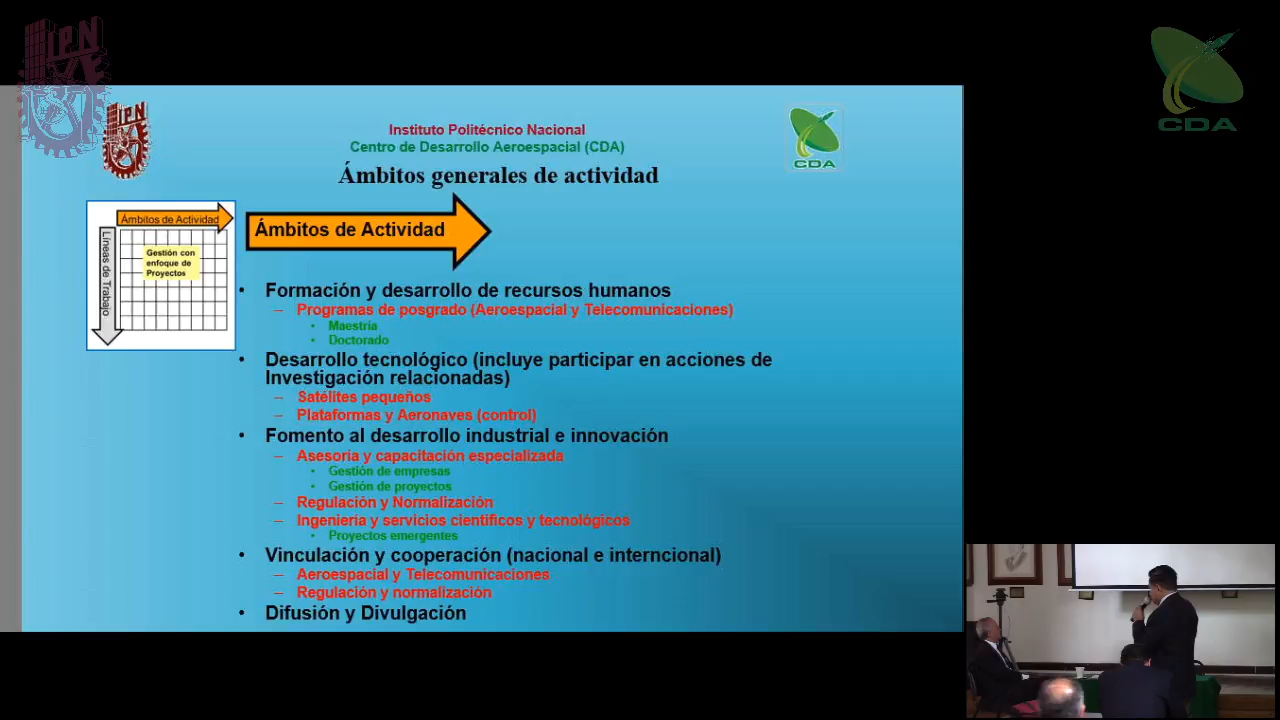 IPN
CDA
IPN
Instituto Politécnico Nacional
Centro de Desarrollo Aeroespacial (CDA)
CDA
Ámbitos generales de actividad
Ámbitos de Actividad
Líneas de Trabajo
Gestión con
enfoque de
Proyectos
Ámbitos de Actividad
• Formación y desarrollo de recursos humanos
– Programas de posgrado (Aeroespacial y Telecomunicaciones)
• Maestría
• Doctorado
• Desarrollo tecnológico (incluye participar en acciones de
Investigación relacionadas)
– Satélites pequeños
– Plataformas y Aeronaves (control)
• Fomento al desarrollo industrial e innovación
– Asesoría y capacitación especializada
• Gestión de empresas
• Gestión de proyectos
– Regulación y Normalización
– Ingeniería y servicios científicos y tecnológicos
• Proyectos emergentes
• Vinculación y cooperación (nacional e interncional)
– Aeroespacial y Telecomunicaciones
– Regulación y normalización
• Difusión y Divulgación